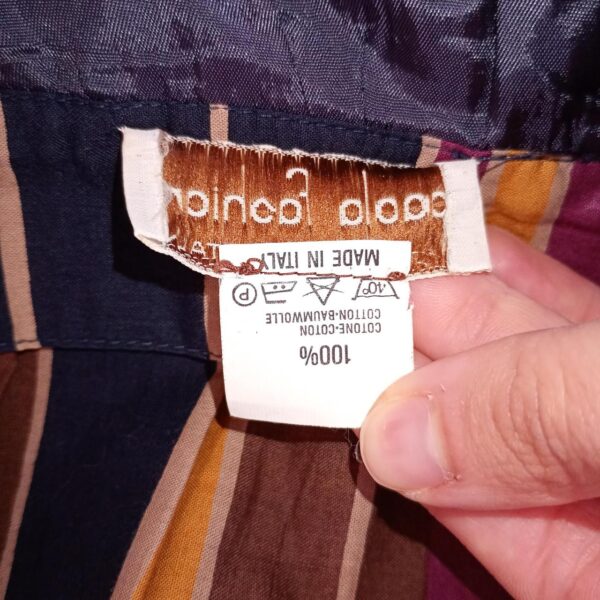 100%
COTTON-BAUMWOLLE
COTONE-COTON
40° P
MADE IN ITALY